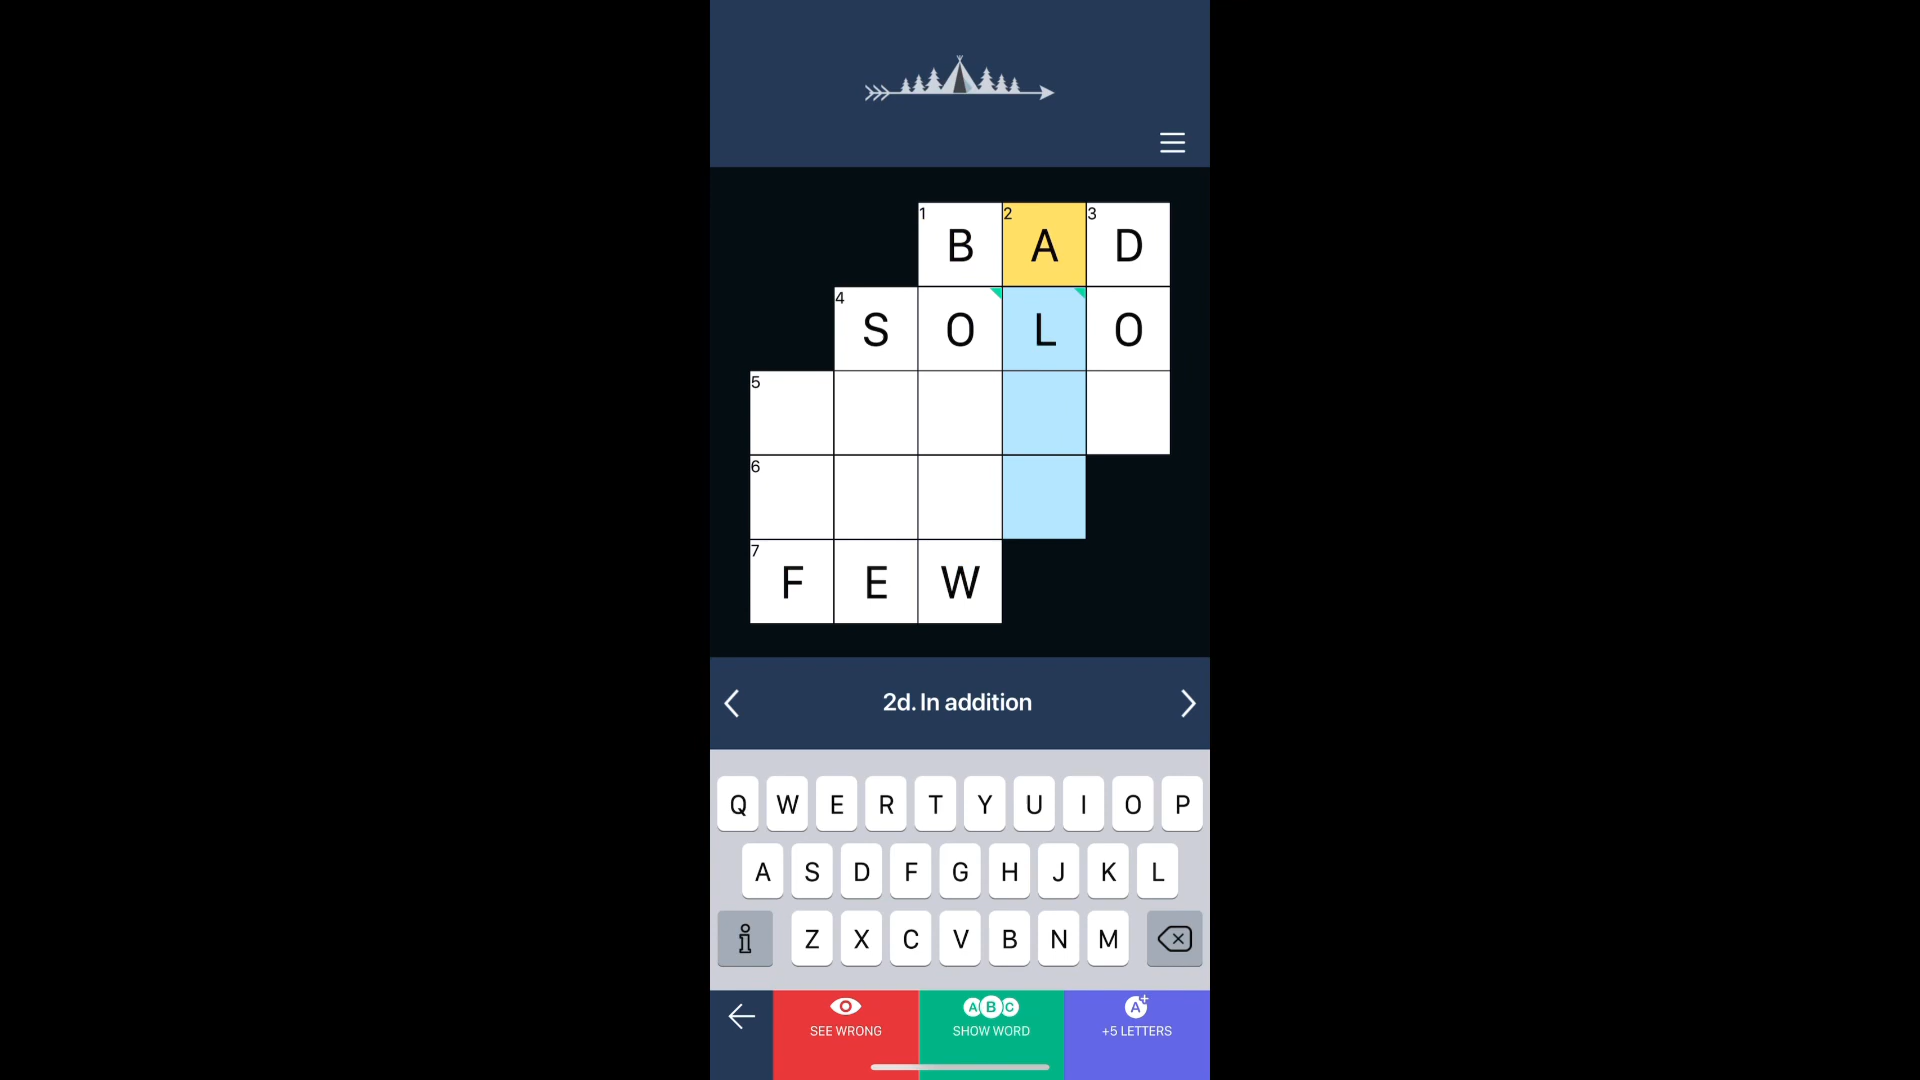 1 B 2 A 3 D
4 S O L O
5
6
7 F E W
2d. In addition
Q W E R T Y U I O P
A S D F G H J K L
i Z X C V B N M
A B C A+
SEE WRONG SHOW WORD +5 LETTERS